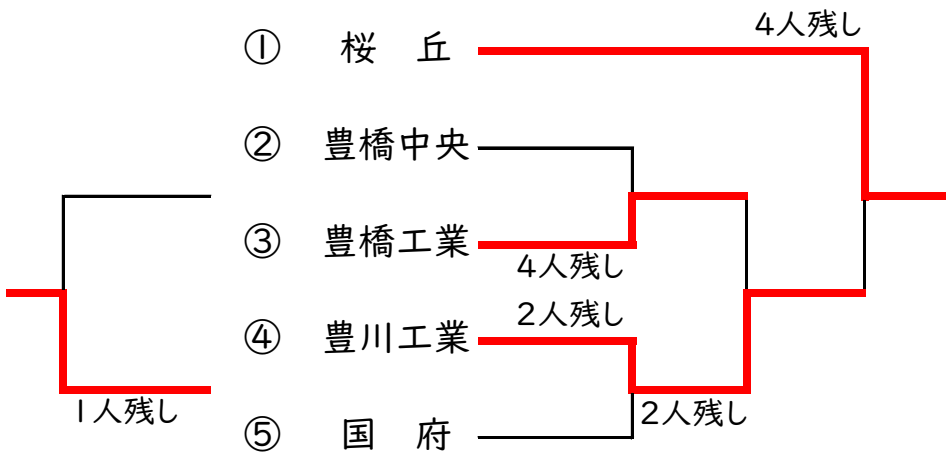 4人残し
① 桜 丘
② 豊橋中央
③ 豊橋工業
4人残し
2人残し
④ 豊川工業
1人残し
2人残し
⑤ 国 府